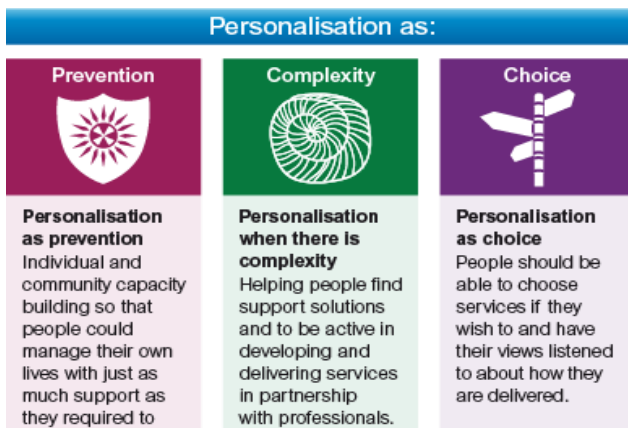 Personalisation as:
Prevention
Complexity
Choice
Personalisation
as prevention
Individual and
community capacity
building so that
people could
manage their own
lives with just as
much support as
they required to
Personalisation
when there is
complexity
Helping people find
support solutions
and to be active in
developing and
delivering services
in partnership
with professionals.
Personalisation
as choice
People should be
able to choose
services if they
wish to and have
their views listened
to about how they
are delivered.